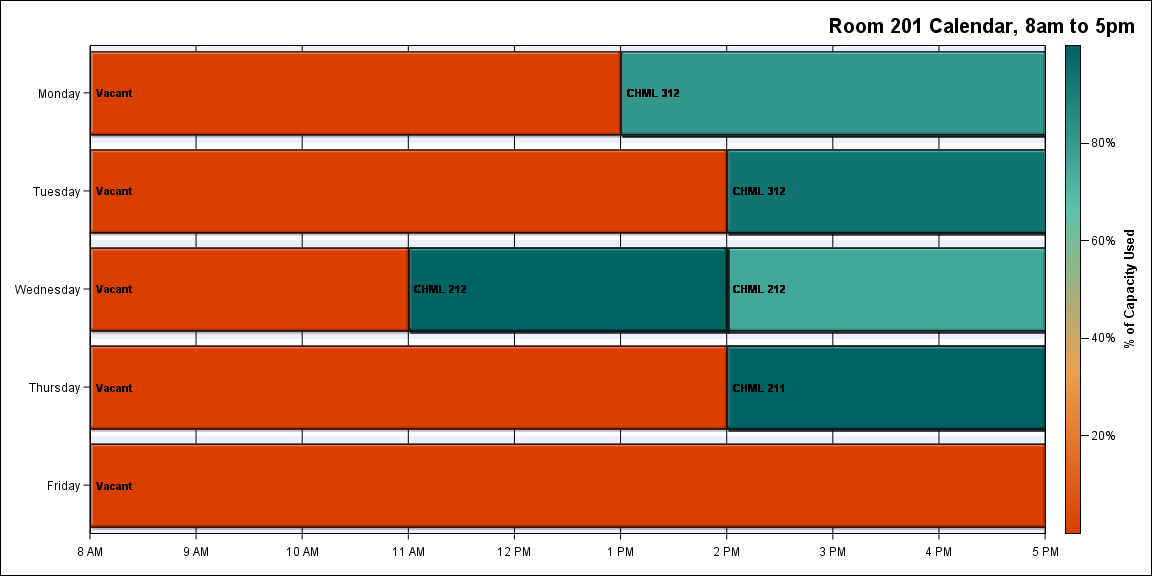 Room 201 Calendar, 8am to 5pm
Monday
Vacant
CHML 312
Tuesday
Vacant
CHML 312
Wednesday
Vacant
CHML 212
CHML 212
Thursday
Vacant
CHML 211
Friday
Vacant
8 AM
9 AM
10 AM
11 AM
12 PM
1 PM
2 PM
3 PM
4 PM
5 PM
80%
60%
40%
20%
% of Capacity Used